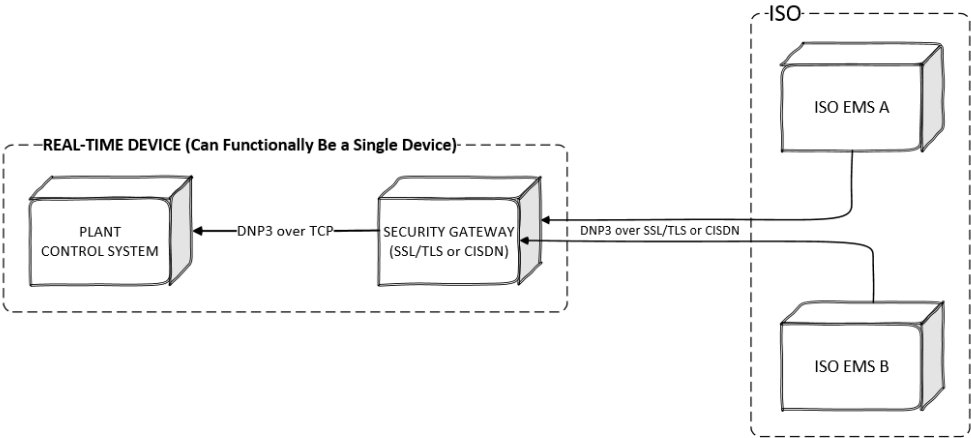 ISO
ISO EMS A
REAL-TIME DEVICE (Can Functionally Be a Single Device)
PLANT
CONTROL SYSTEM
DNP3 over TCP
SECURITY GATEWAY
(SSL/TLS or CISDN)
DNP3 over SSL/TLS or CISDN
ISO EMS B